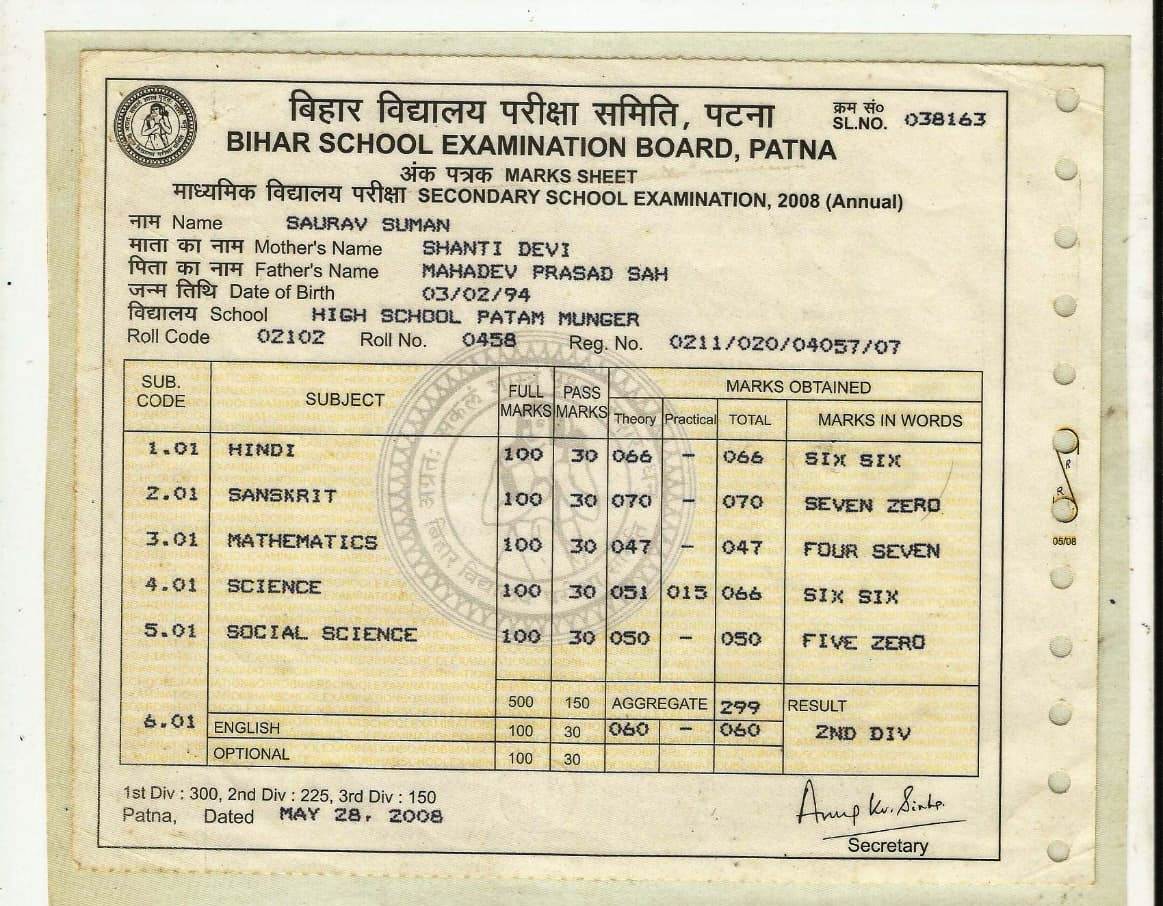 बिहार विद्यालय परीक्षा समिति, पटना
क्रम सं०
SL.NO. 038163
BIHAR SCHOOL EXAMINATION BOARD, PATNA
अंक पत्रक MARKS SHEET
माध्यमिक विद्यालय परीक्षा SECONDARY SCHOOL EXAMINATION, 2008 (Annual)
नाम Name SAURAV SUMAN
माता का नाम Mother's Name SHANTI DEVI
पिता का नाम Father's Name MAHADEV PRASAD SAH
जन्म तिथि Date of Birth 03/02/94
विद्यालय School HIGH SCHOOL PATAM MUNGER
Roll Code 02102 Roll No. 0458 Reg. No. 0211/020/04057/07
SUB. CODE SUBJECT FULL MARKS PASS MARKS MARKS OBTAINED
Theory Practical TOTAL MARKS IN WORDS
1.01 HINDI 100 30 066 - 066 SIX SIX
2.01 SANSKRIT 100 30 070 - 070 SEVEN ZERO
3.01 MATHEMATICS 100 30 047 - 047 FOUR SEVEN
4.01 SCIENCE 100 30 051 015 066 SIX SIX
5.01 SOCIAL SCIENCE 100 30 050 - 050 FIVE ZERO
500 150 AGGREGATE 299 RESULT
6.01 ENGLISH 100 30 060 - 060 2ND DIV
OPTIONAL 100 30
1st Div : 300, 2nd Div : 225, 3rd Div : 150
Patna, Dated MAY 28, 2008
Secretary
R
R
05/08